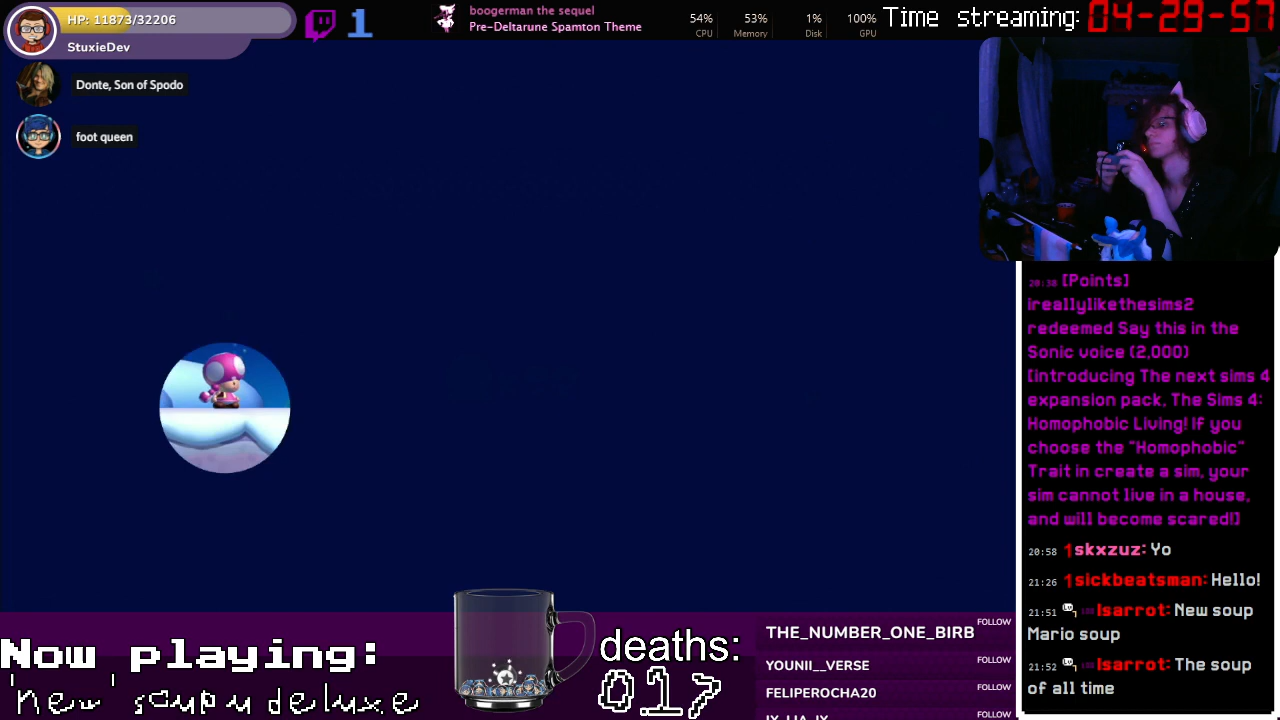 HP: 11873/32206
StuxieDev
1
boogerman the sequel
Pre-Deltarune Spamton Theme
54% 53% 1% 100%
CPU Memory Disk GPU
Time streaming: 04-29-57
Donte, Son of Spodo
foot queen
20:38 [Points]
ireallylikethesims2
redeemed Say this in the
Sonic voice (2,000)
[introducing The next sims 4
expansion pack, The Sims 4:
Homophobic Living! If you
choose the "Homophobic"
Trait in create a sim, your
sim cannot live in a house,
and will become scared!]
20:58 skxzuz: Yo
21:26 sickbeatsman: Hello!
21:51 lsarrot: New soup
Mario soup
21:52 lsarrot: The soup
of all time
Now playing:
'new' soup u deluxe
deaths:
017
THE_NUMBER_ONE_BIRB FOLLOW
YOUNII__VERSE FOLLOW
FELIPEROCHA20 FOLLOW
FOLLOW